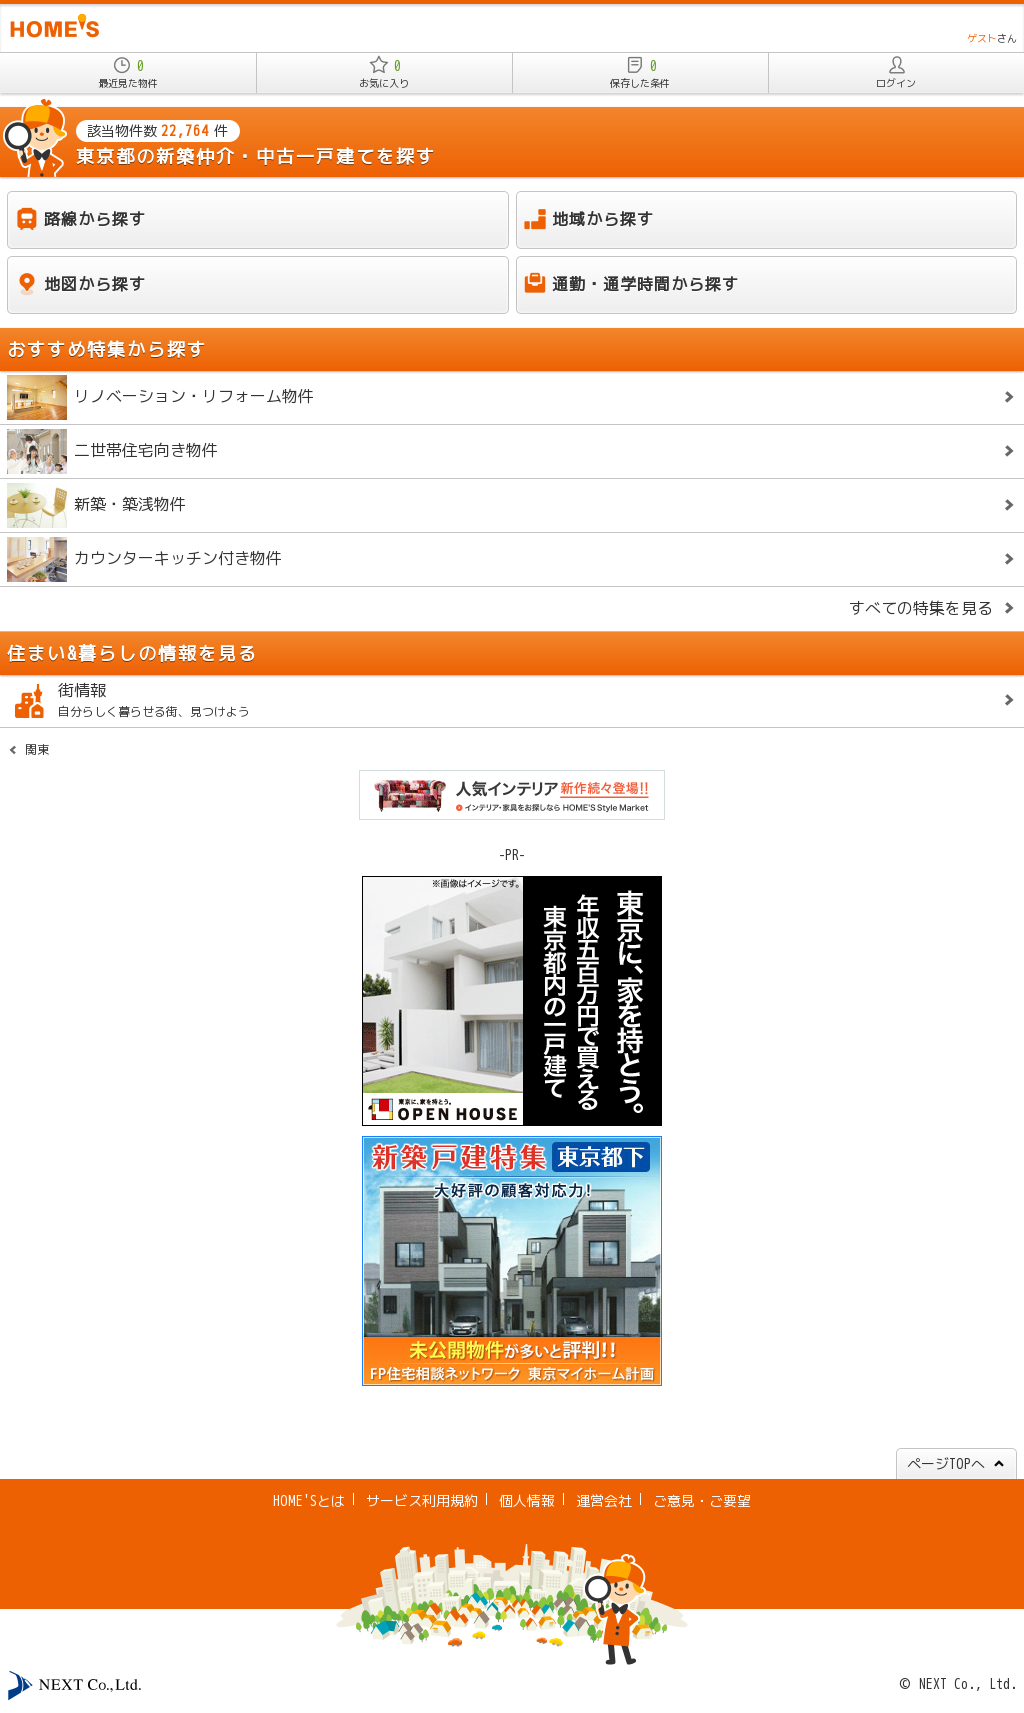 HOME'S
ゲストさん
0
最近見た物件
0
お気に入り
0
保存した条件
ログイン
該当物件数 22,764 件
東京都の新築仲介・中古一戸建てを探す
路線から探す
地域から探す
地図から探す
通勤・通学時間から探す
おすすめ特集から探す
リノベーション・リフォーム物件
二世帯住宅向き物件
新築・築浅物件
カウンターキッチン付き物件
すべての特集を見る
住まい&暮らしの情報を見る
街情報
自分らしく暮らせる街、見つけよう
関東
人気インテリア 新作続々登場!!
インテリア・家具をお探しなら HOME'S Style Market
-PR-
※画像はイメージです。
東京に、家を持とう。
年収五百万円で買える
東京都内の一戸建て
東京に、家を持とう。
OPEN HOUSE
新築戸建特集 東京都下
大好評の顧客対応力!
未公開物件が多いと評判!!
FP住宅相談ネットワーク 東京マイホーム計画
ページTOPへ
HOME'Sとは
サービス利用規約
個人情報
運営会社
ご意見・ご要望
NEXT Co., Ltd.
© NEXT Co., Ltd.